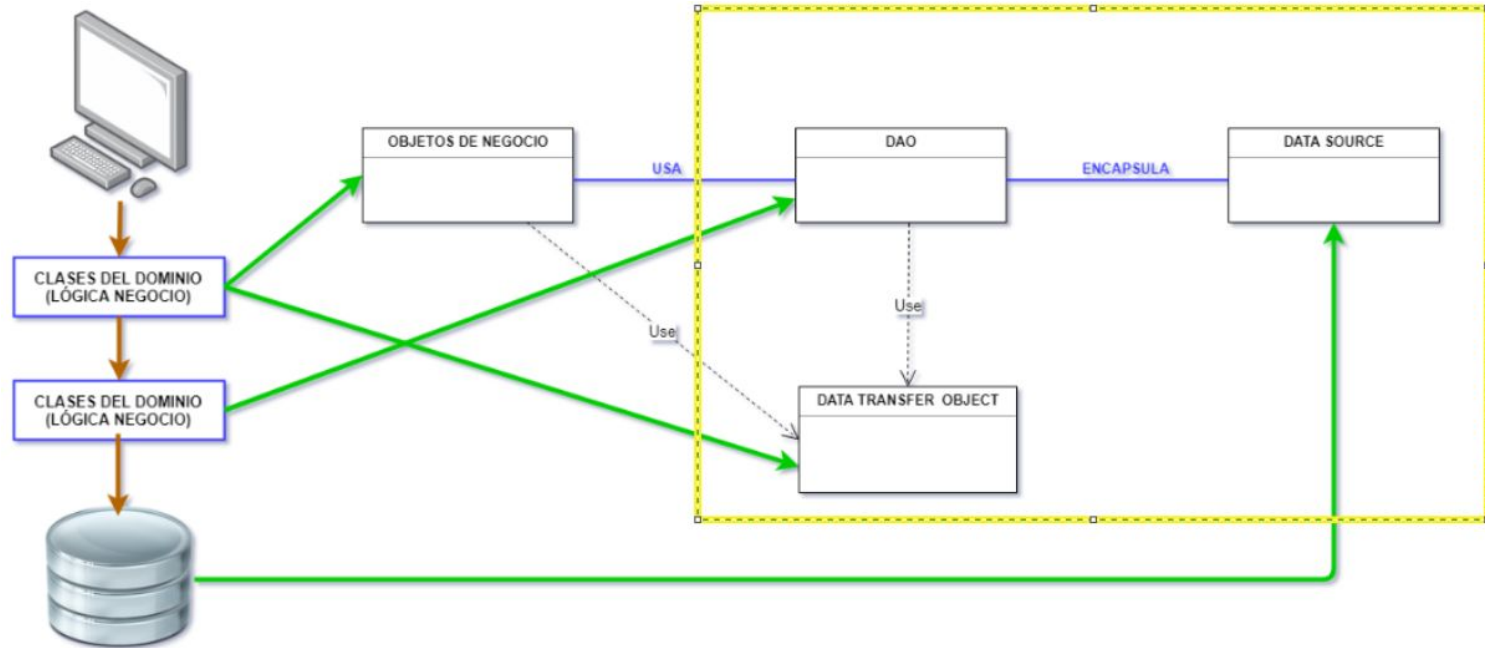 OBJETOS DE NEGOCIO
DAO
DATA SOURCE
USA
ENCAPSULA
CLASES DEL DOMINIO
(LÓGICA NEGOCIO)
Use
Use
CLASES DEL DOMINIO
(LÓGICA NEGOCIO)
DATA TRANSFER OBJECT